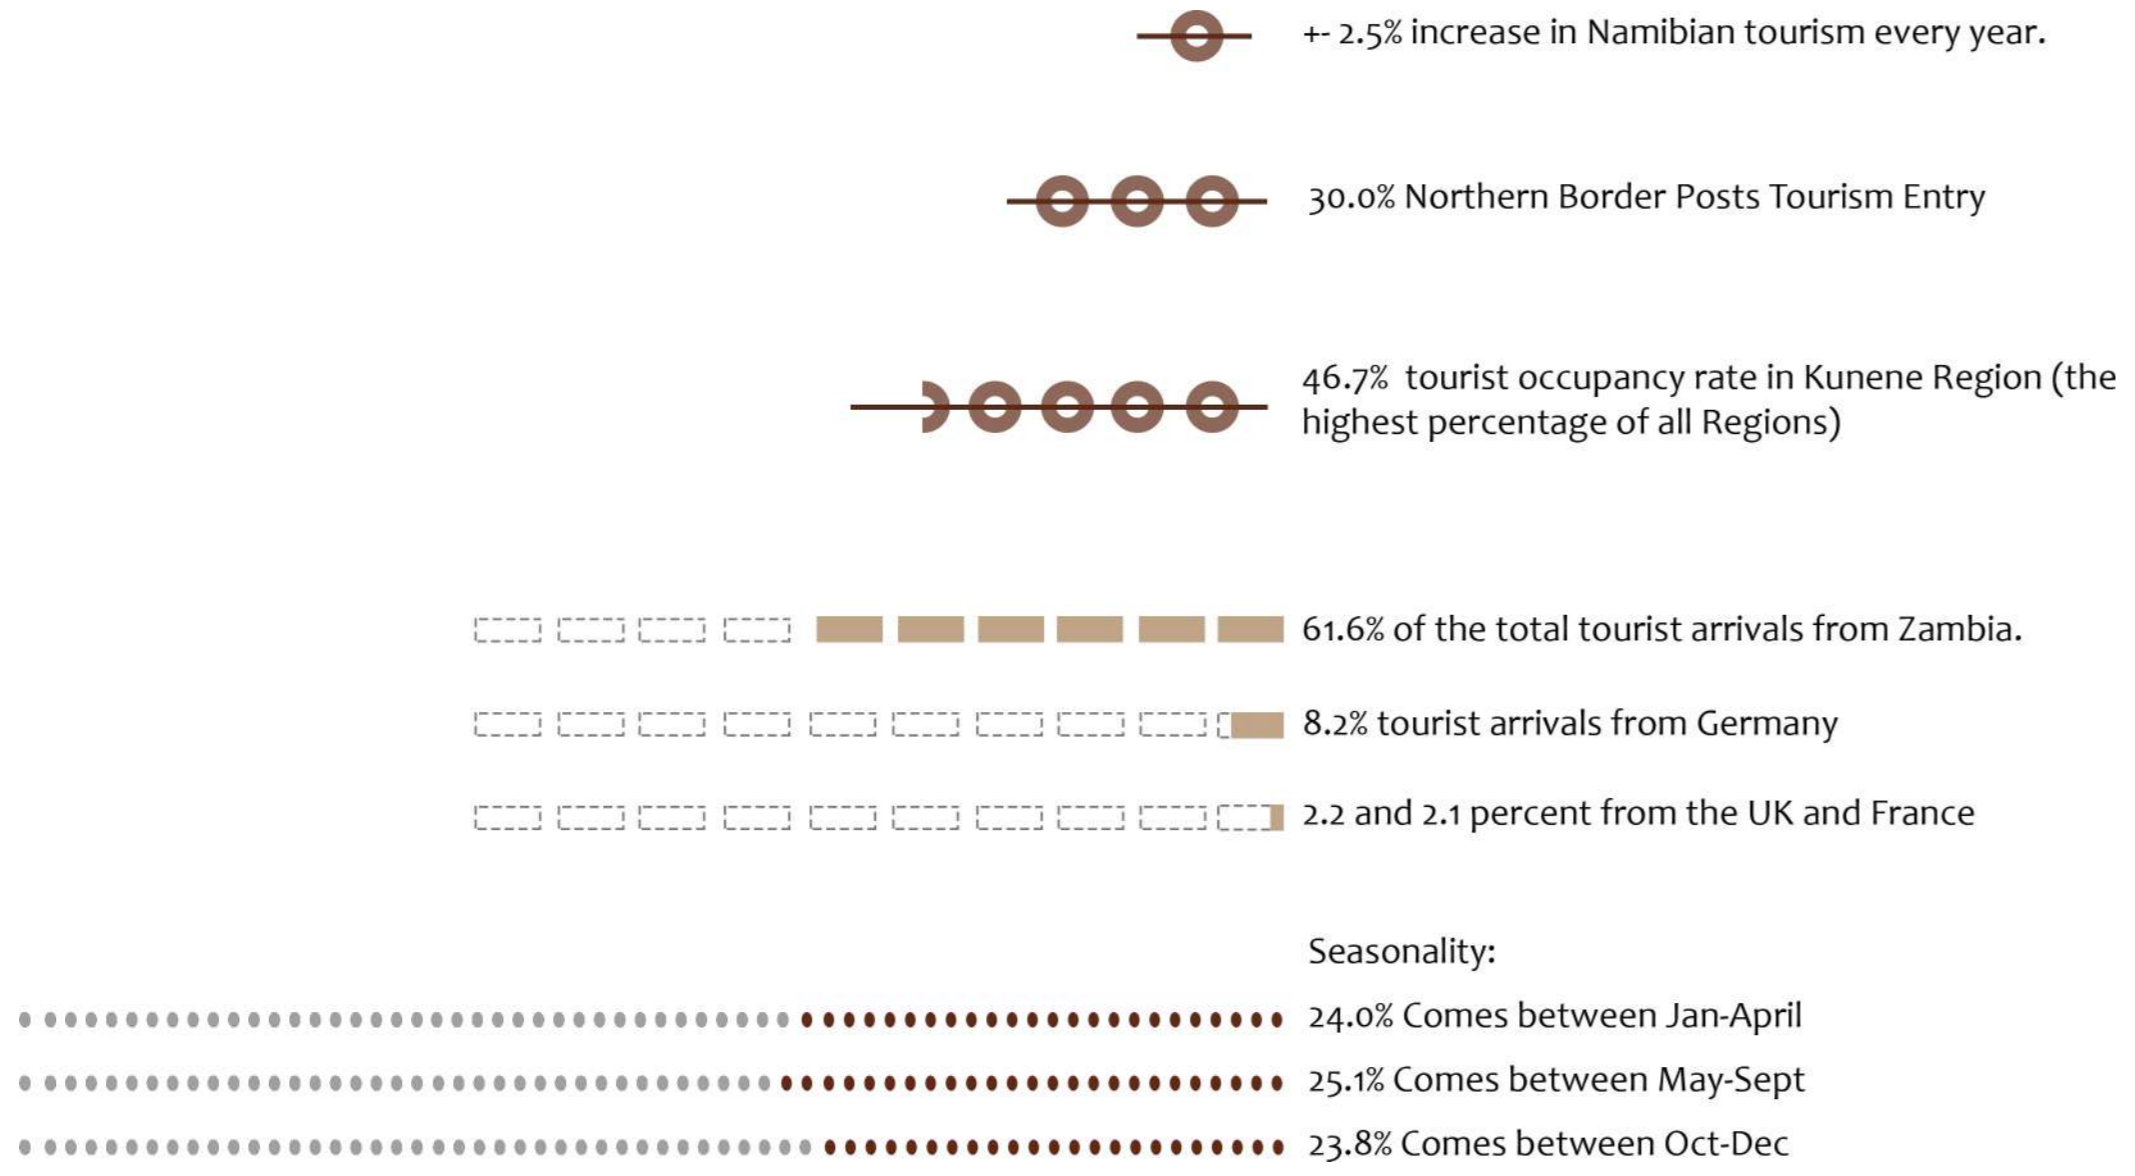 +- 2.5% increase in Namibian tourism every year.
30.0% Northern Border Posts Tourism Entry
46.7% tourist occupancy rate in Kunene Region (the
highest percentage of all Regions)
61.6% of the total tourist arrivals from Zambia.
8.2% tourist arrivals from Germany
2.2 and 2.1 percent from the UK and France
Seasonality:
24.0% Comes between Jan-April
25.1% Comes between May-Sept
23.8% Comes between Oct-Dec